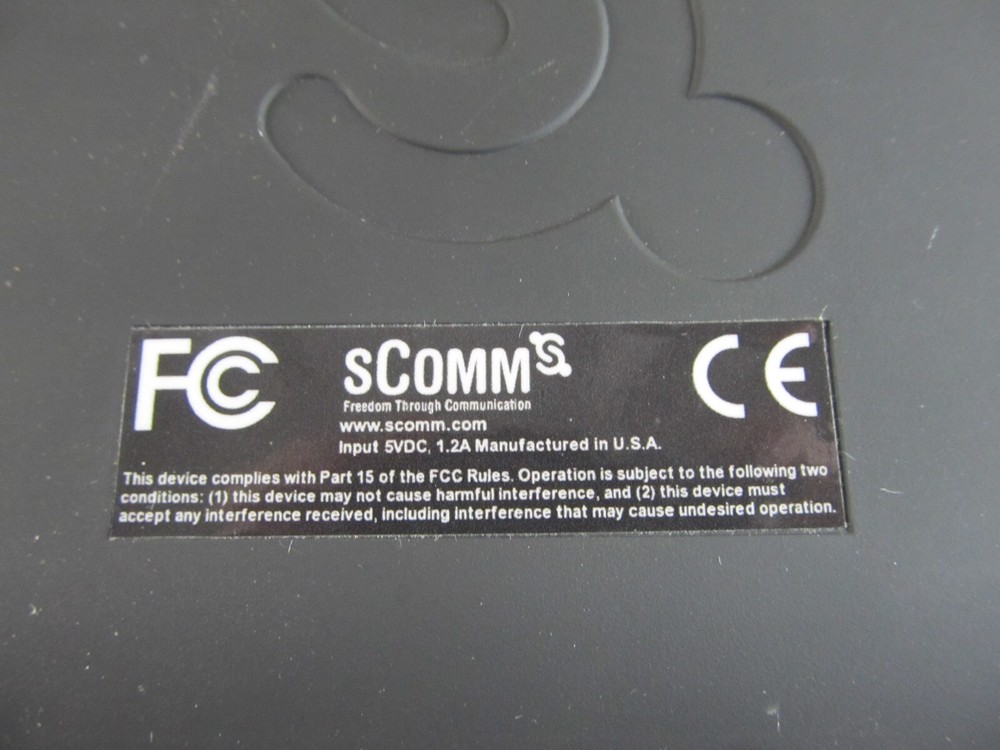 FC
sCOMM
CE
Freedom Through Communication
www.scomm.com
Input 5VDC, 1.2A Manufactured in U.S.A.
This device complies with Part 15 of the FCC Rules. Operation is subject to the following two
conditions: (1) this device may not cause harmful interference, and (2) this device must
accept any interference received, including interference that may cause undesired operation.